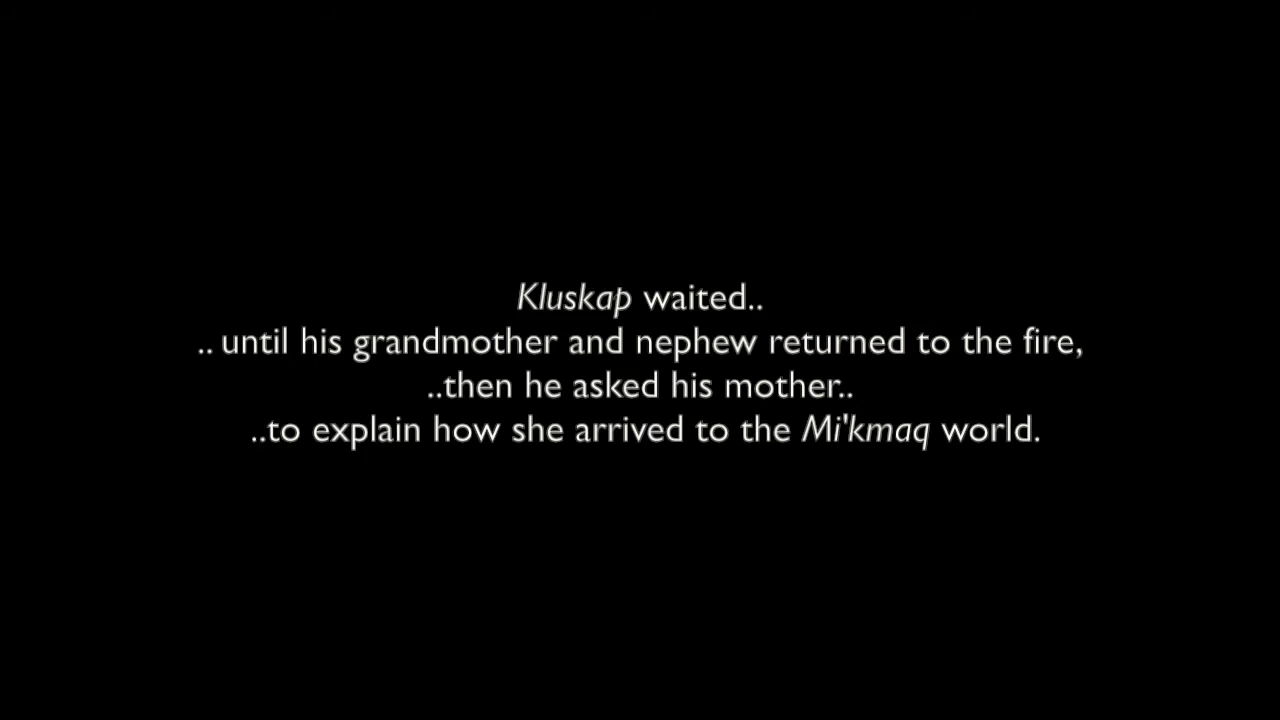 Kluskap waited..
.. until his grandmother and nephew returned to the fire,
..then he asked his mother..
..to explain how she arrived to the Mi'kmaq world.